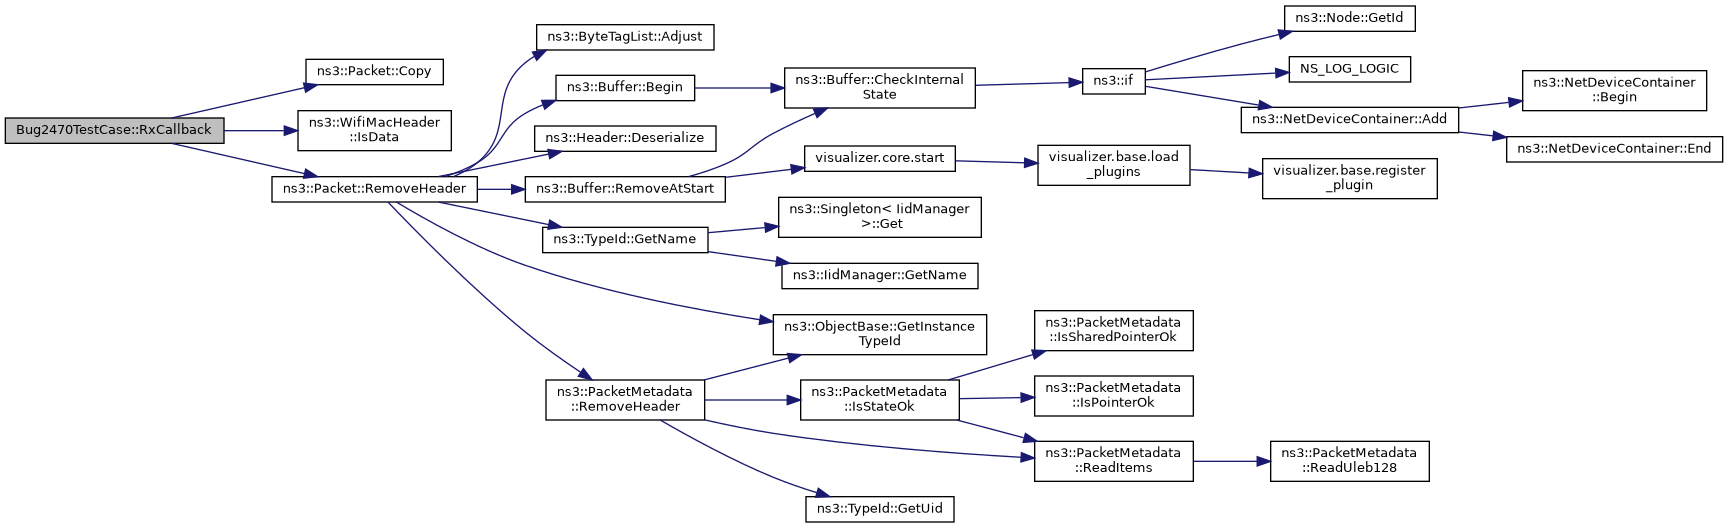 Bug2470TestCase::RxCallback
ns3::Packet::Copy
ns3::WifiMacHeader
::IsData
ns3::Packet::RemoveHeader
ns3::ByteTagList::Adjust
ns3::Buffer::Begin
ns3::Header::Deserialize
ns3::Buffer::RemoveAtStart
ns3::TypeId::GetName
ns3::PacketMetadata
::RemoveHeader
ns3::Buffer::CheckInternal
State
visualizer.core.start
ns3::Singleton< IidManager
>::Get
ns3::IidManager::GetName
ns3::ObjectBase::GetInstance
TypeId
ns3::PacketMetadata
::IsStateOk
ns3::TypeId::GetUid
ns3::if
visualizer.base.load
_plugins
ns3::PacketMetadata
::IsSharedPointerOk
ns3::PacketMetadata
::IsPointerOk
ns3::PacketMetadata
::ReadItems
ns3::Node::GetId
NS_LOG_LOGIC
ns3::NetDeviceContainer::Add
visualizer.base.register
_plugin
ns3::PacketMetadata
::ReadUleb128
ns3::NetDeviceContainer
::Begin
ns3::NetDeviceContainer::End